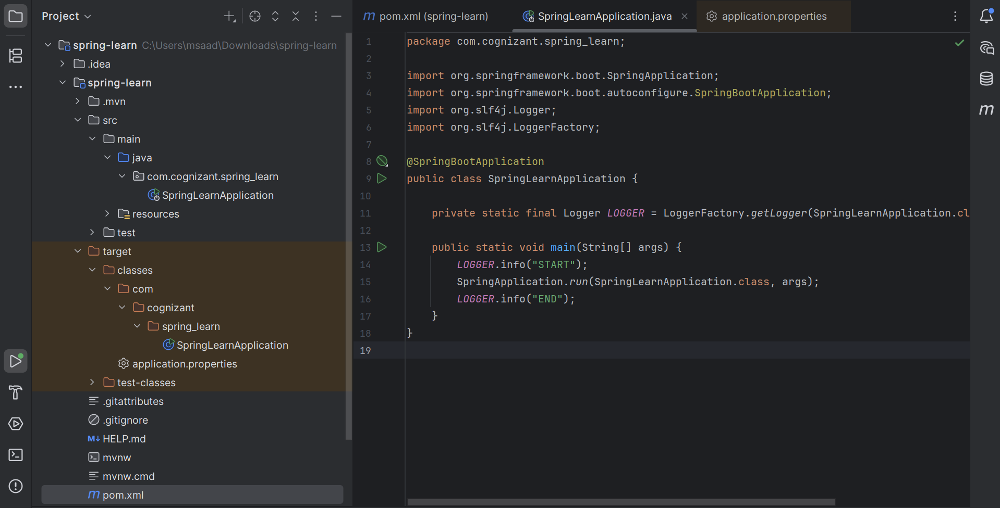 Project
spring-learn C:\Users\msaad\Downloads\spring-learn
.idea
spring-learn
.mvn
src
main
java
com.cognizant.spring_learn
SpringLearnApplication
resources
test
target
classes
com
cognizant
spring_learn
SpringLearnApplication
application.properties
test-classes
.gitattributes
.gitignore
M↓ HELP.md
mvnw
mvnw.cmd
m pom.xml
m pom.xml (spring-learn) SpringLearnApplication.java application.properties
1 package com.cognizant.spring_learn;
2
3 import org.springframework.boot.SpringApplication;
4 import org.springframework.boot.autoconfigure.SpringBootApplication;
5 import org.slf4j.Logger;
6 import org.slf4j.LoggerFactory;
7
8 @SpringBootApplication
9 public class SpringLearnApplication {
10
11 private static final Logger LOGGER = LoggerFactory.getLogger(SpringLearnApplication.cl
12
13 public static void main(String[] args) {
14 LOGGER.info("START");
15 SpringApplication.run(SpringLearnApplication.class, args);
16 LOGGER.info("END");
17 }
18 }
19
m